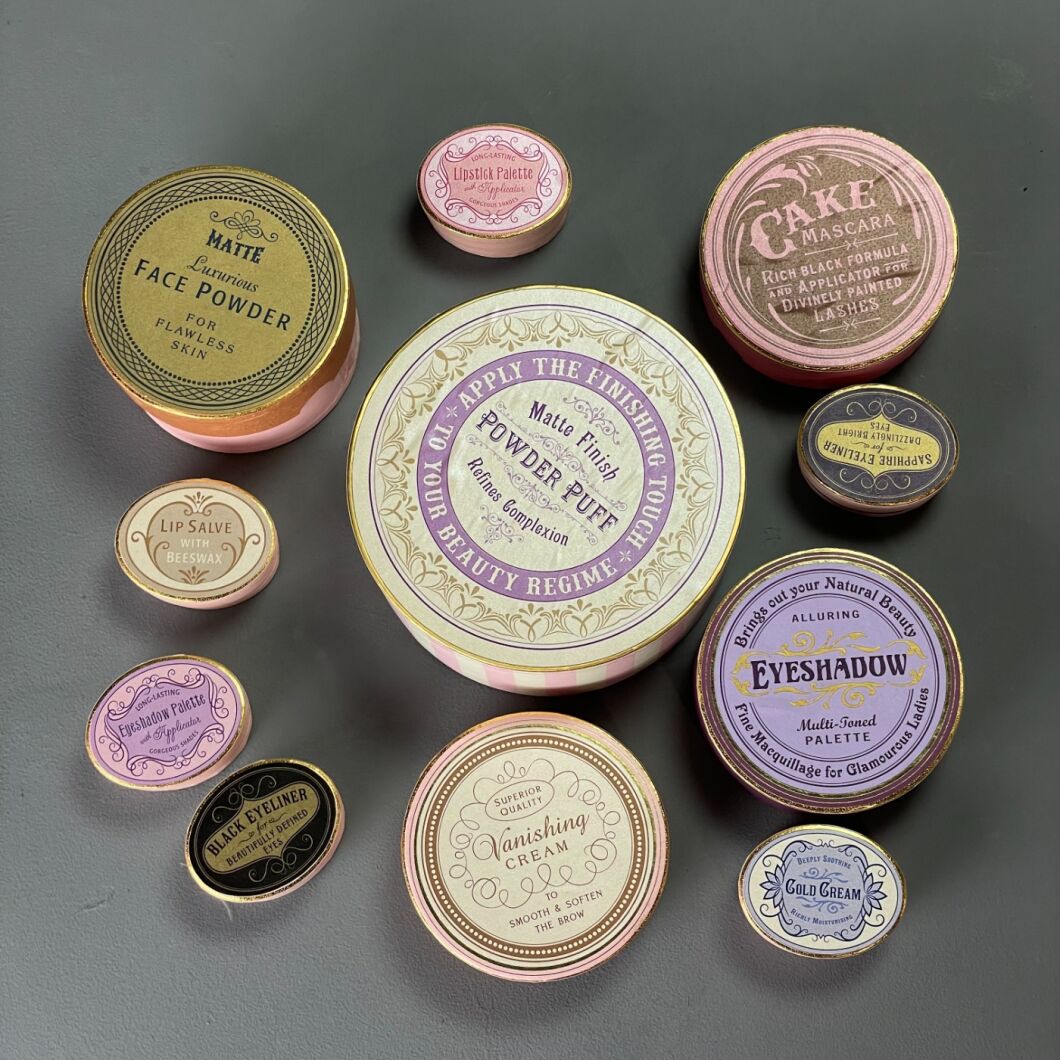 LONG-LASTING
Lipstick Palette
with Applicator
GORGEOUS SHADES
MATTE
Luxurious
FACE POWDER
FOR
FLAWLESS
SKIN
CAKE
MASCARA
RICH BLACK FORMULA
AND APPLICATOR FOR
DIVINELY PAINTED
LASHES
APPLY THE FINISHING TOUCH
TO YOUR BEAUTY REGIME
Matte Finish
POWDER PUFF
Refines Complexion
SAPPHIRE EYELINER
for
DAZZLINGLY BRIGHT
EYES
LIP SALVE
WITH
BEESWAX
Brings out your Natural Beauty
ALLURING
EYESHADOW
Multi-Toned
PALETTE
Fine Macquillage for Glamourous Ladies
LONG-LASTING
Eyeshadow Palette
with Applicator
GORGEOUS SHADES
BLACK EYELINER
for
BEAUTIFULLY DEFINED
EYES
SUPERIOR
QUALITY
Vanishing
CREAM
TO
SMOOTH & SOFTEN
THE BROW
DEEPLY SOOTHING
COLD CREAM
RICHLY MOISTURISING